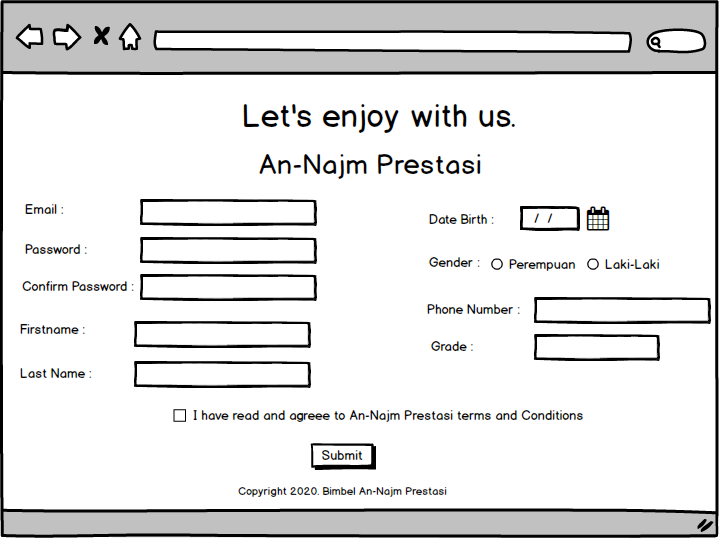 Let's enjoy with us.
An-Najm Prestasi
Email :
Password :
Confirm Password :
Firstname :
Last Name :
Date Birth : / /
Gender : Perempuan Laki-Laki
Phone Number :
Grade :
I have read and agreee to An-Najm Prestasi terms and Conditions
Submit
Copyright 2020. Bimbel An-Najm Prestasi